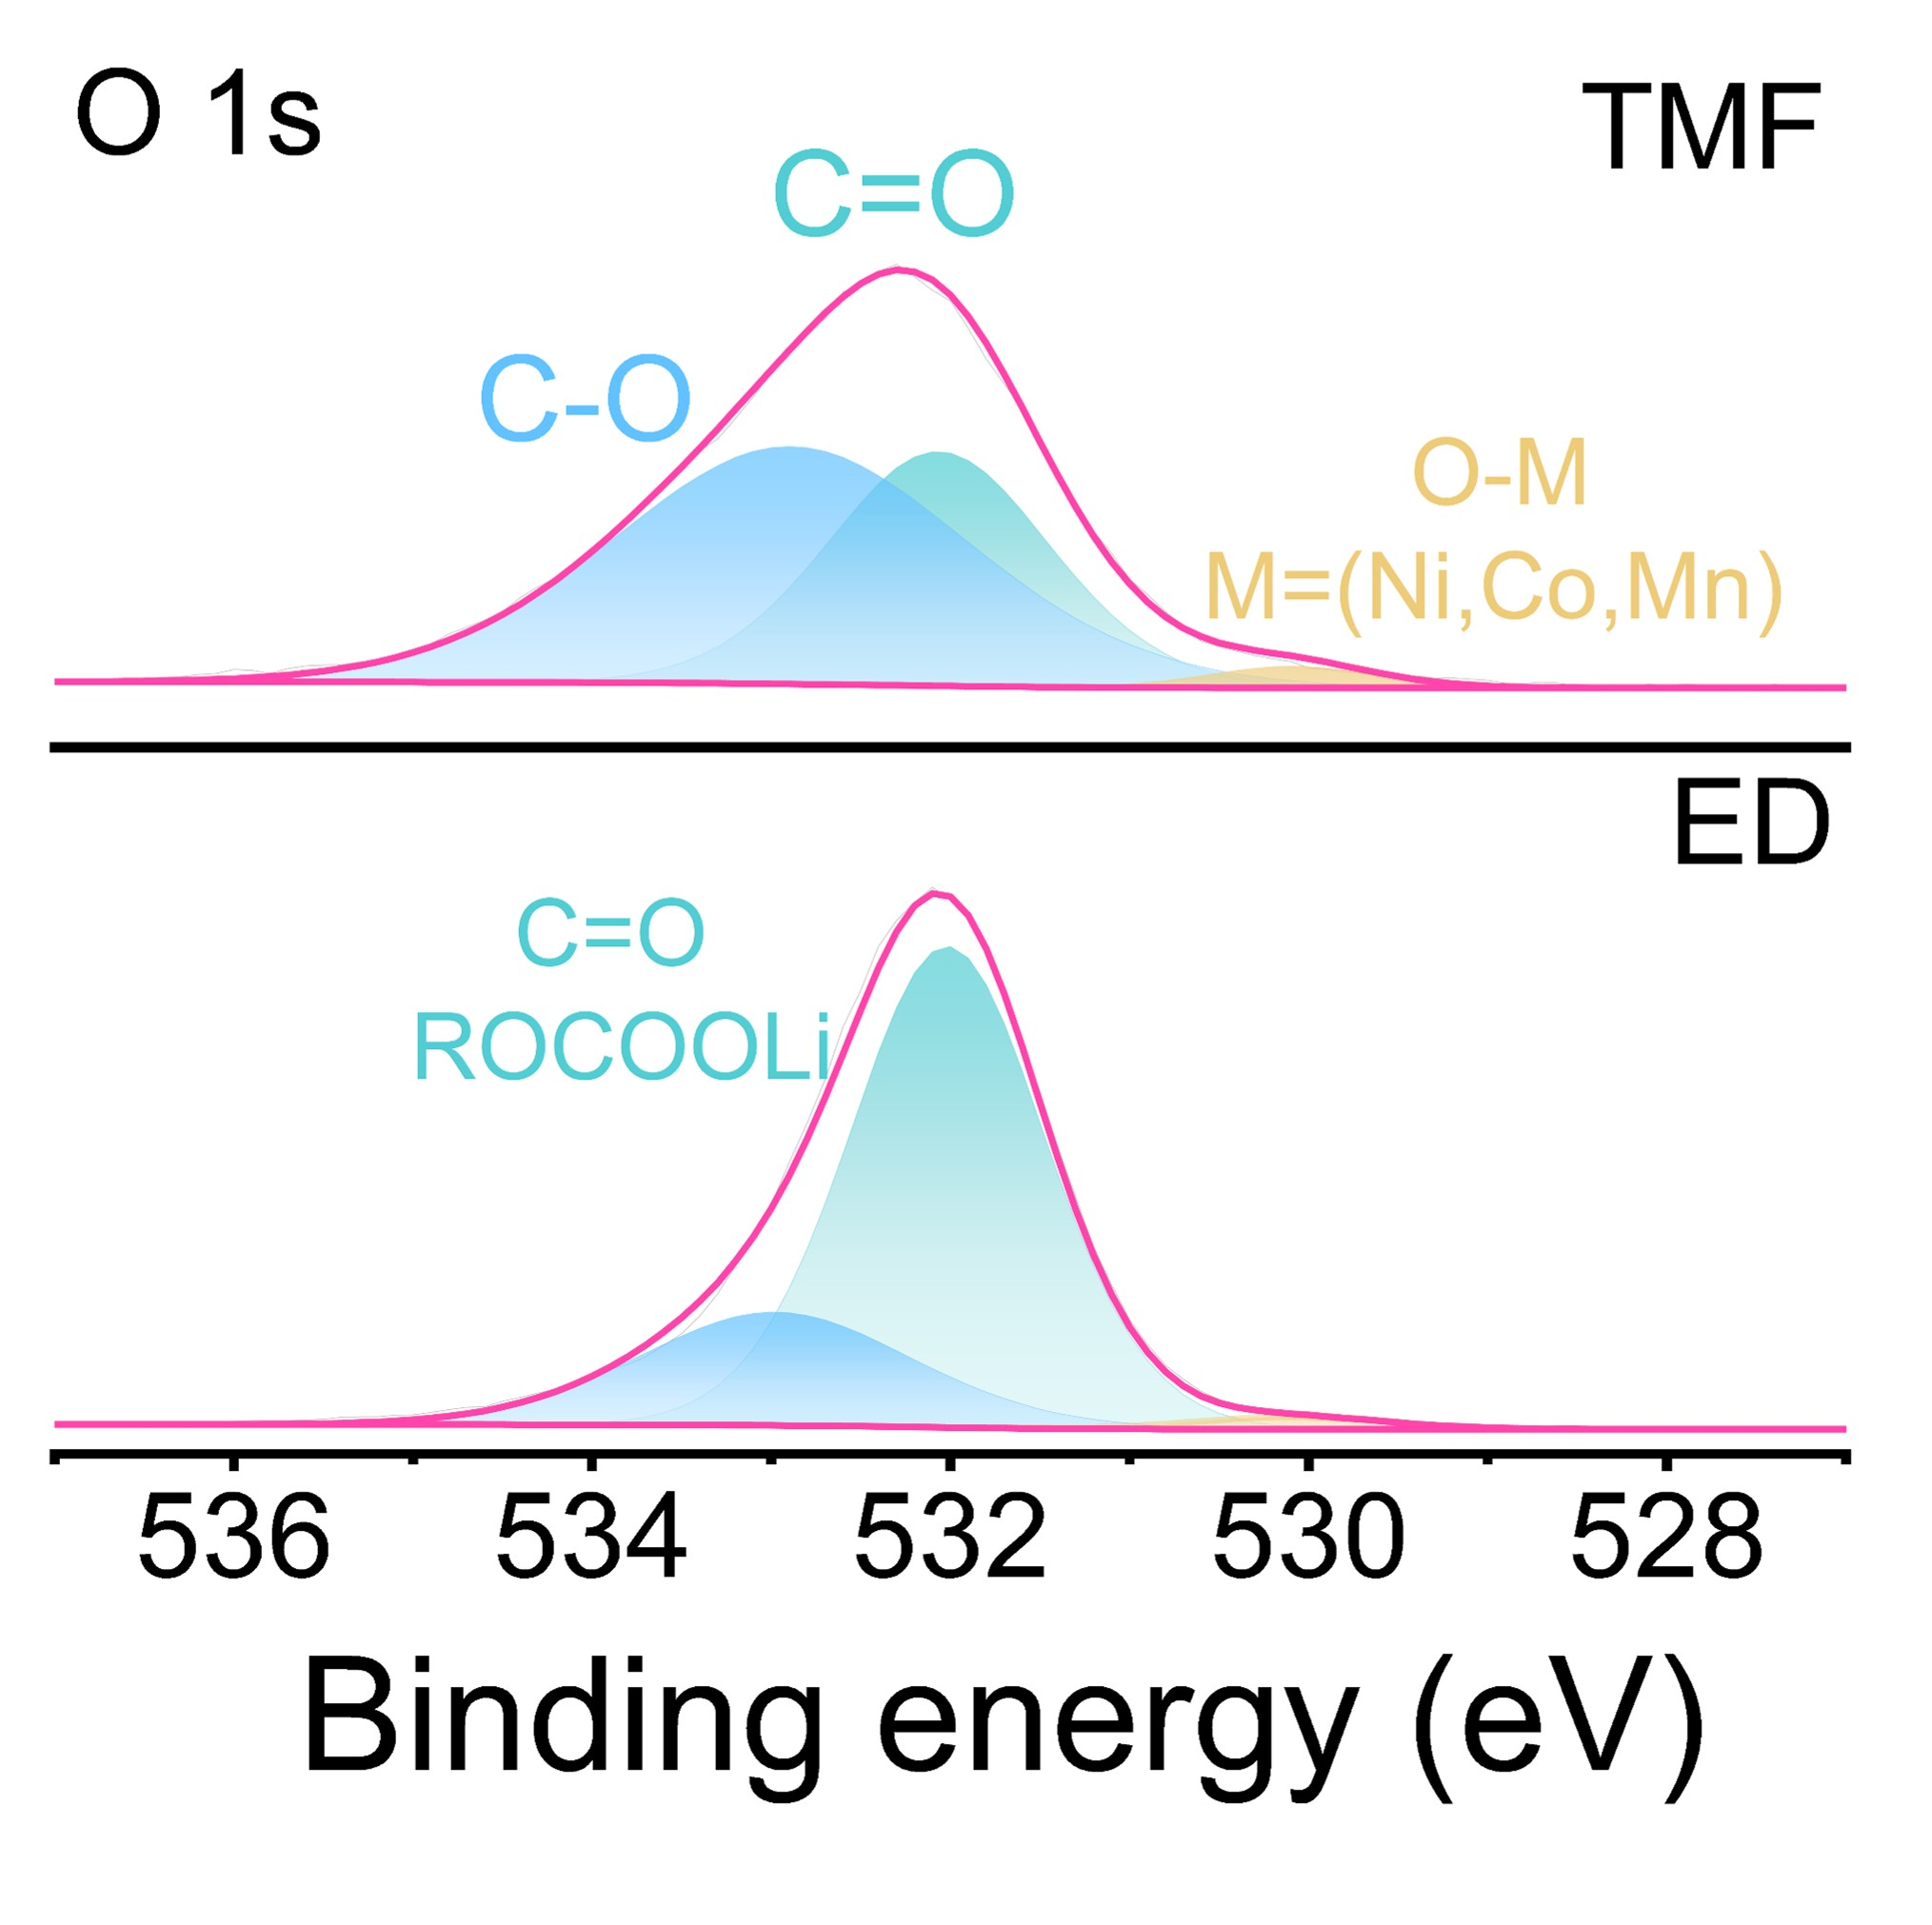 O 1s
TMF
C=O
C-O
O-M
M=(Ni,Co,Mn)
ED
C=O
ROCOOLi
536 534 532 530 528
Binding energy (eV)